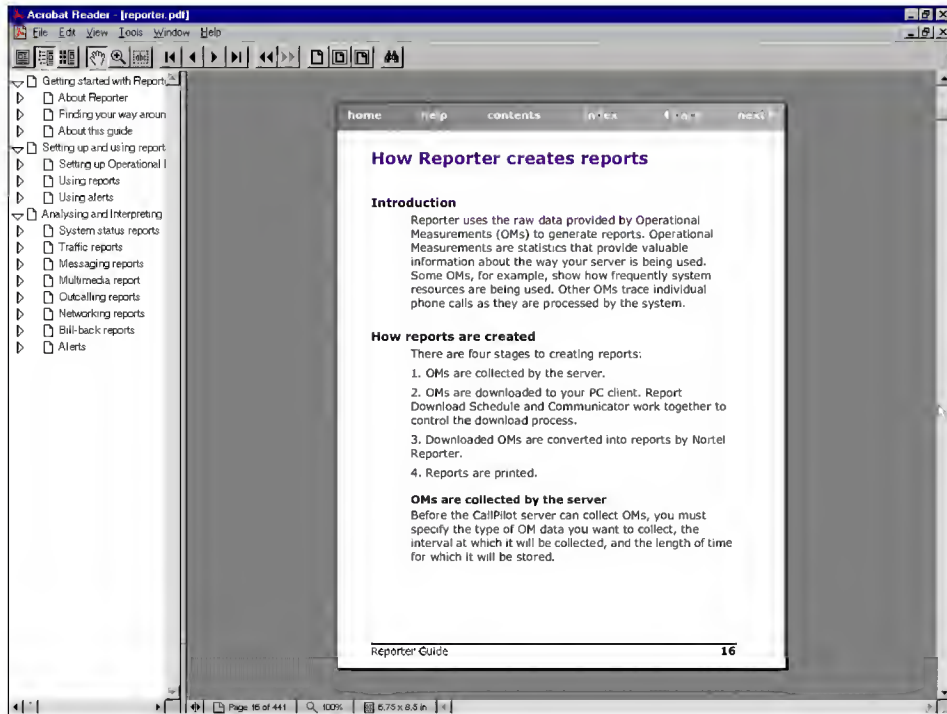 Acrobat Reader - [reporter.pdf]
File Edit View Tools Window Help
Getting started with Report
About Reporter
Finding your way aroun
About this guide
Setting up and using report
Setting up Operational I
Using reports
Using alerts
Analysing and Interpreting
System status reports
Traffic reports
Messaging reports
Multimedia report
Outcalling reports
Networking reports
Bill-back reports
Alerts
home help contents index next
How Reporter creates reports
Introduction
Reporter uses the raw data provided by Operational
Measurements (OMs) to generate reports. Operational
Measurements are statistics that provide valuable
information about the way your server is being used.
Some OMs, for example, show how frequently system
resources are being used. Other OMs trace individual
phone calls as they are processed by the system.
How reports are created
There are four stages to creating reports:
1. OMs are collected by the server.
2. OMs are downloaded to your PC client. Report
Download Schedule and Communicator work together to
control the download process.
3. Downloaded OMs are converted into reports by Nortel
Reporter.
4. Reports are printed.
OMs are collected by the server
Before the CallPilot server can collect OMs, you must
specify the type of OM data you want to collect, the
interval at which it will be collected, and the length of time
for which it will be stored.
Reporter Guide 16
Page 16 of 441 100% 6.75 x 8.5 in